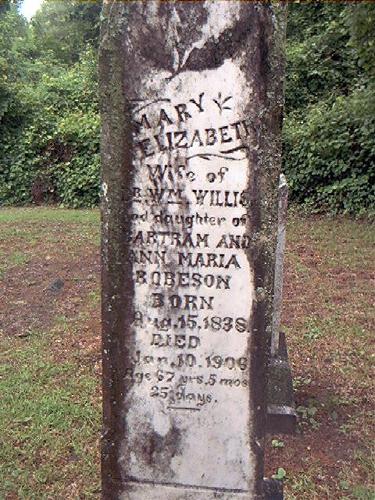 MARY
ELIZABETH
Wife of
WM. WILLIS
and daughter of
BARTRAM AND
ANN MARIA
ROBESON
BORN
Aug. 15. 1838
DIED
Jan. 10. 1906
Age 67 yrs. 5 mos
25 days.